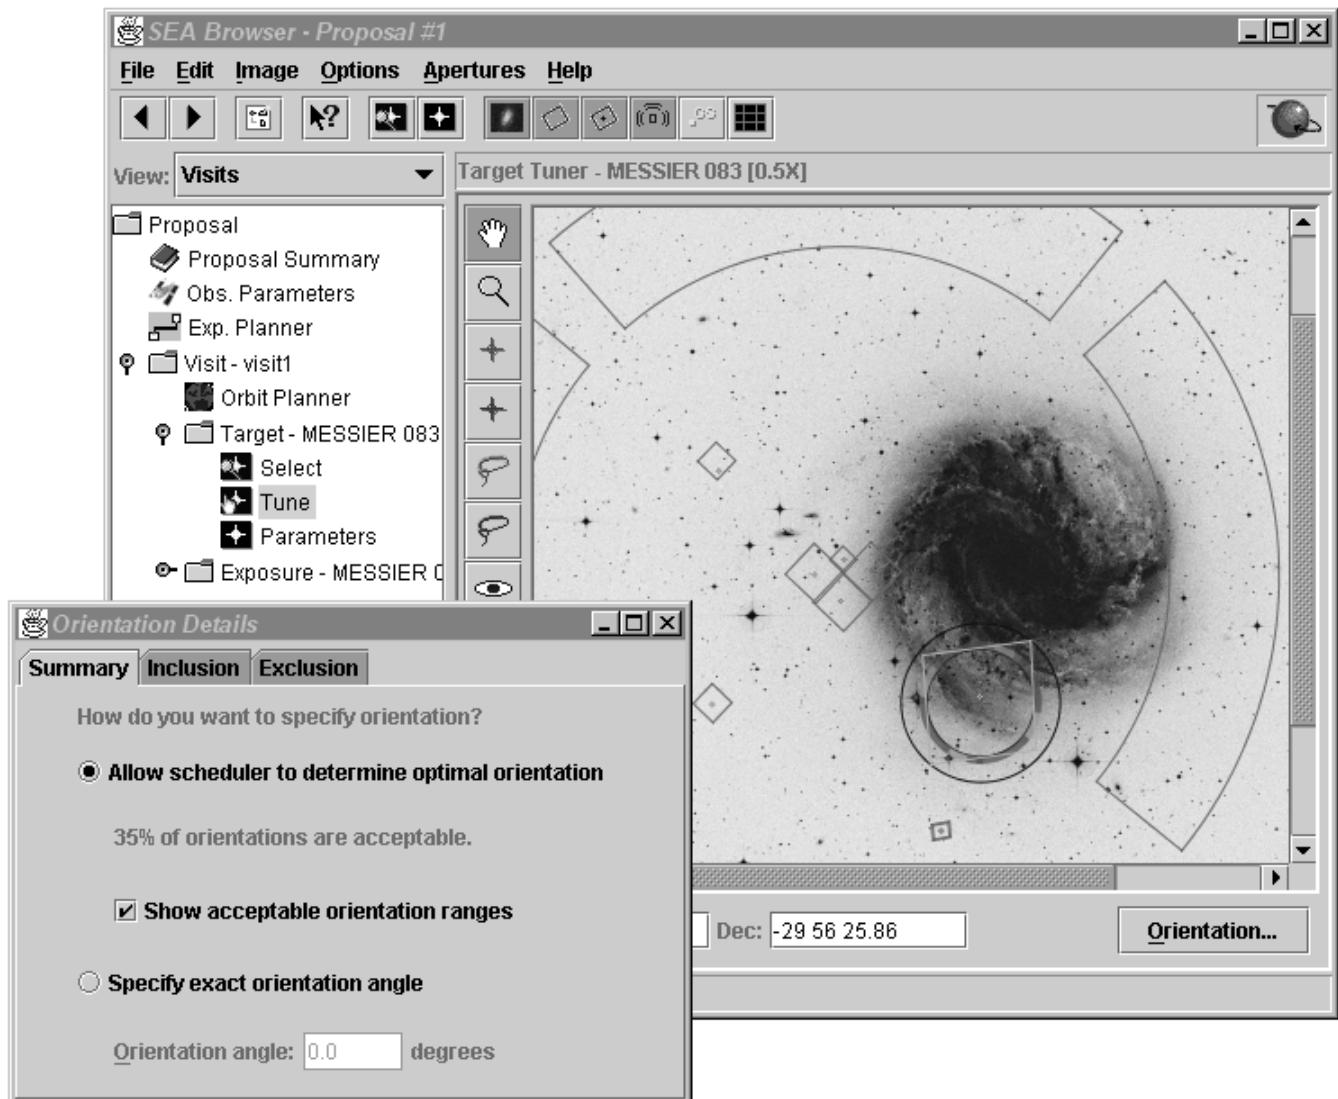 SEA Browser - Proposal #1
File Edit Image Options Apertures Help
View: Visits
Target Tuner - MESSIER 083 [0.5X]
Proposal
Proposal Summary
Obs. Parameters
Exp. Planner
Visit - visit1
Orbit Planner
Target - MESSIER 083
Select
Tune
Parameters
Exposure - MESSIER 0
Orientation Details
Summary Inclusion Exclusion
How do you want to specify orientation?
Allow scheduler to determine optimal orientation
35% of orientations are acceptable.
Show acceptable orientation ranges
Specify exact orientation angle
Orientation angle: 0.0 degrees
Dec: -29 56 25.86
Orientation...